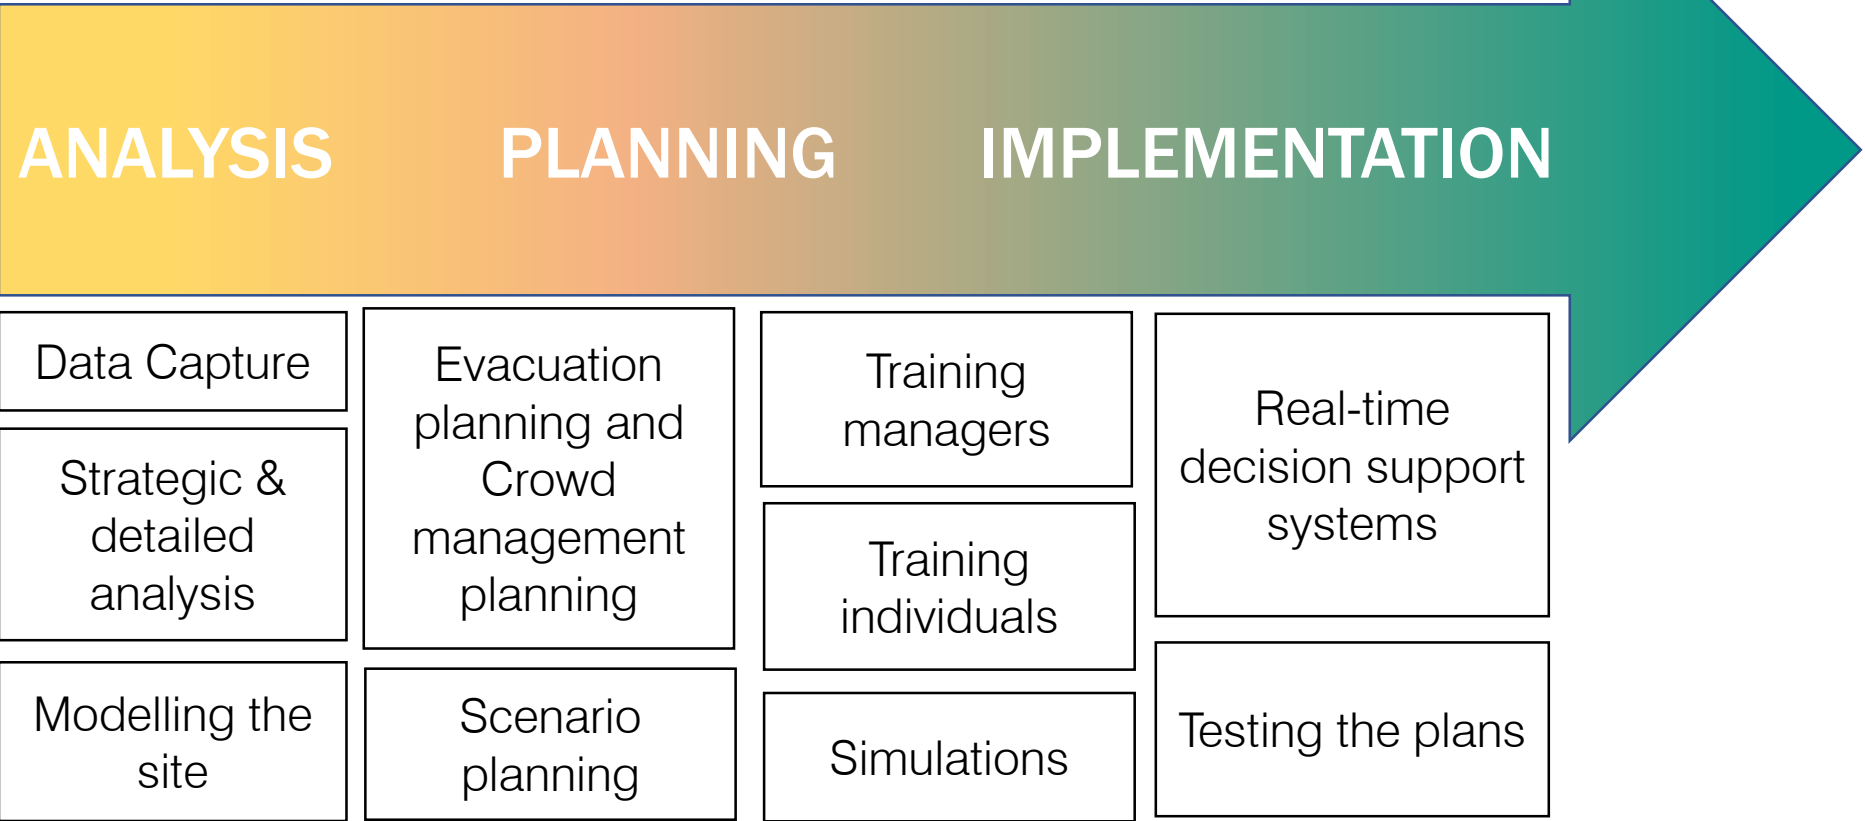 ANALYSIS PLANNING IMPLEMENTATION
Data Capture
Strategic &
detailed
analysis
Modelling the
site
Evacuation
planning and
Crowd
management
planning
Scenario
planning
Training
managers
Training
individuals
Simulations
Real-time
decision support
systems
Testing the plans